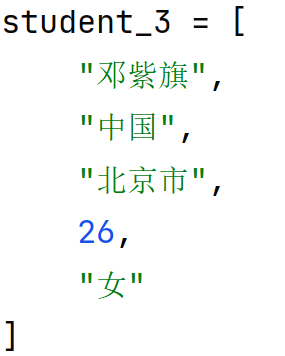 student_3 = [
    "邓紫旗",
    "中国",
    "北京市",
    26,
    "女"
]